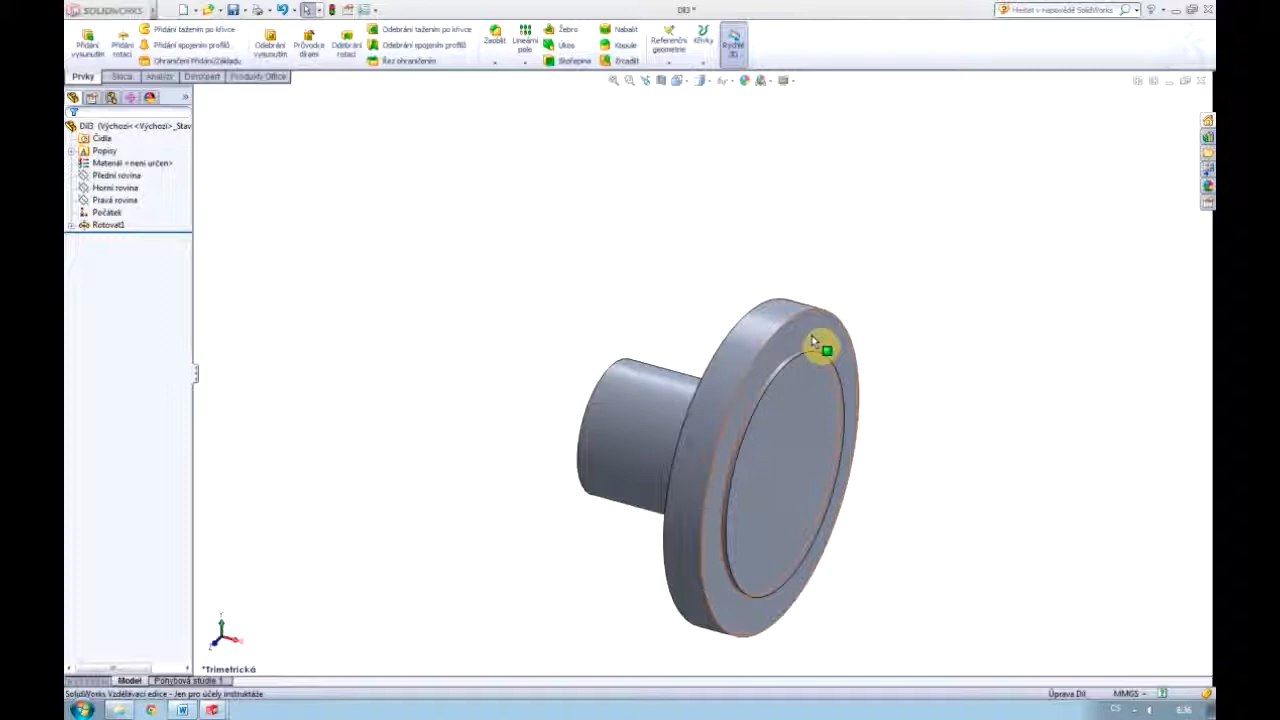 SOLIDWORKS
Díl3 *
Hledat v nápovědě SolidWorks
Přidání vysunutím
Přidání rotací
Přidání tažením po křivce
Přidání spojením profilů
Ohraničení Přidání/Základu
Odebrání vysunutím
Průvodce dírami
Odebrání rotací
Odebrání tažením po křivce
Odebrání spojením profilů
Řez ohraničením
Zaoblit
Lineární pole
Žebro
Úkos
Skořepina
Nabalit
Kopule
Zrcadlit
Referenční geometrie
Křivky
Rychlé 3D
Prvky
Skica
Analýzy
DimXpert
Produkty Office
Díl3 (Výchozí<<Výchozí>_Stav
Čidla
Popisy
Materiál <není určen>
Přední rovina
Horní rovina
Pravá rovina
Počátek
Rotovat1
*Trimetrická
Model
Pohybová studie 1
SolidWorks Vzdělávací edice - Jen pro účely instruktáže
Úprava Díl
MMGS
CS
8:36